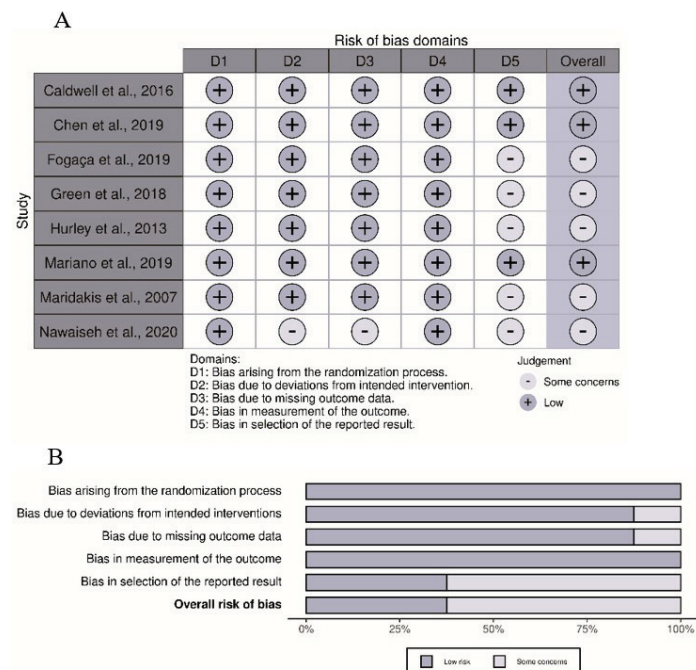 A
Risk of bias domains
D1 D2 D3 D4 D5 Overall
Study
Caldwell et al., 2016 + + + + + +
Chen et al., 2019 + + + + + +
Fogaça et al., 2019 + + + + - -
Green et al., 2018 + + + + - -
Hurley et al., 2013 + + + + - -
Mariano et al., 2019 + + + + + +
Maridakis et al., 2007 + + + + - -
Nawaiseh et al., 2020 + - - + - -
Domains:
D1: Bias arising from the randomization process.
D2: Bias due to deviations from intended intervention.
D3: Bias due to missing outcome data.
D4: Bias in measurement of the outcome.
D5: Bias in selection of the reported result.
Judgement
- Some concerns
+ Low
B
Bias arising from the randomization process
Bias due to deviations from intended interventions
Bias due to missing outcome data
Bias in measurement of the outcome
Bias in selection of the reported result
Overall risk of bias
0% 25% 50% 75% 100%
Low risk Some concerns